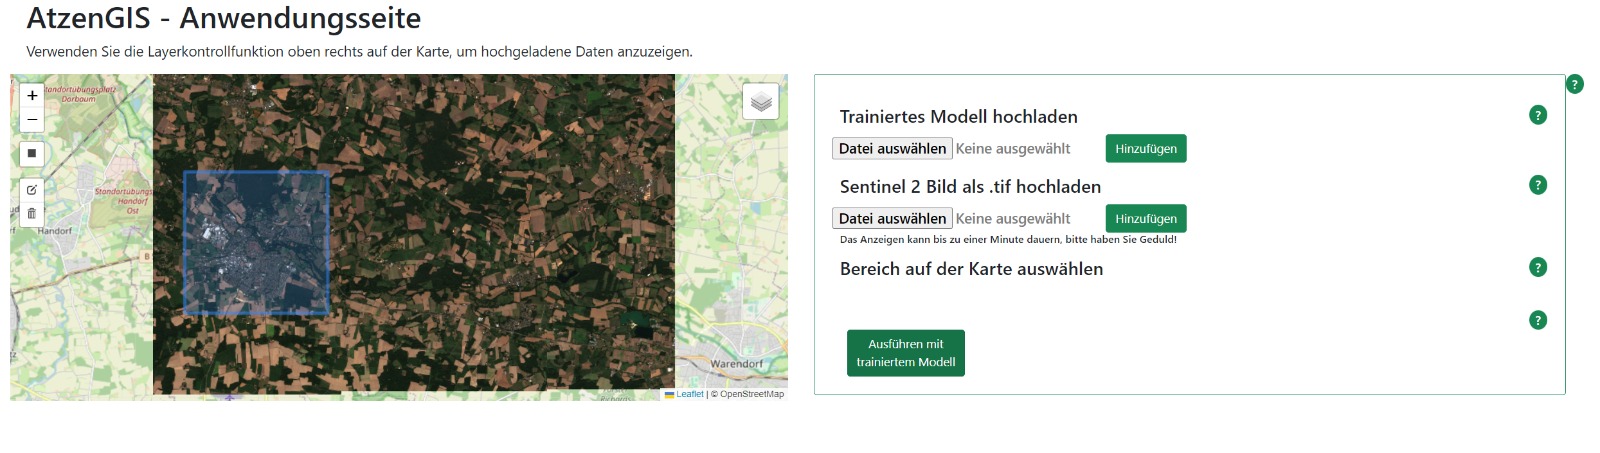 AtzenGIS - Anwendungsseite
Verwenden Sie die Layerkontrollfunktion oben rechts auf der Karte, um hochgeladene Daten anzuzeigen.
+
−
Dorbaum
Standortübungs
Handorf
Ost
Handorf
B 5
Warendorf
Leaflet | © OpenStreetMap
?
Trainiertes Modell hochladen
?
Datei auswählen Keine ausgewählt Hinzufügen
Sentinel 2 Bild als .tif hochladen
?
Datei auswählen Keine ausgewählt Hinzufügen
Das Anzeigen kann bis zu einer Minute dauern, bitte haben Sie Geduld!
Bereich auf der Karte auswählen
?
?
Ausführen mit
trainiertem Modell